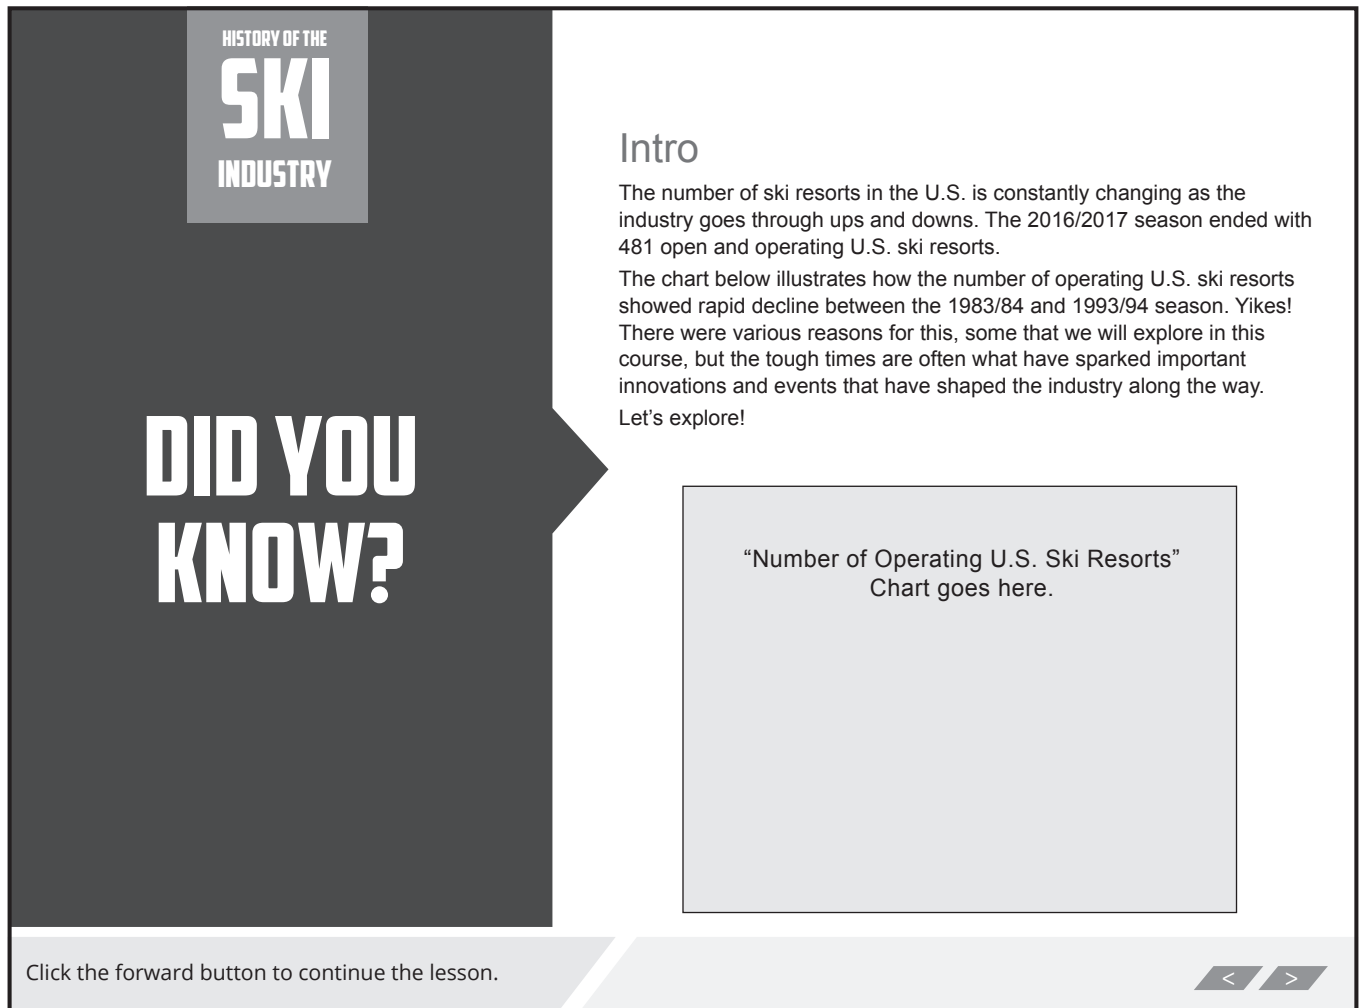 HISTORY OF THE
SKI
INDUSTRY
DID YOU
KNOW?
Intro
The number of ski resorts in the U.S. is constantly changing as the
industry goes through ups and downs. The 2016/2017 season ended with
481 open and operating U.S. ski resorts.
The chart below illustrates how the number of operating U.S. ski resorts
showed rapid decline between the 1983/84 and 1993/94 season. Yikes!
There were various reasons for this, some that we will explore in this
course, but the tough times are often what have sparked important
innovations and events that have shaped the industry along the way.
Let’s explore!
“Number of Operating U.S. Ski Resorts”
Chart goes here.
Click the forward button to continue the lesson.
< >